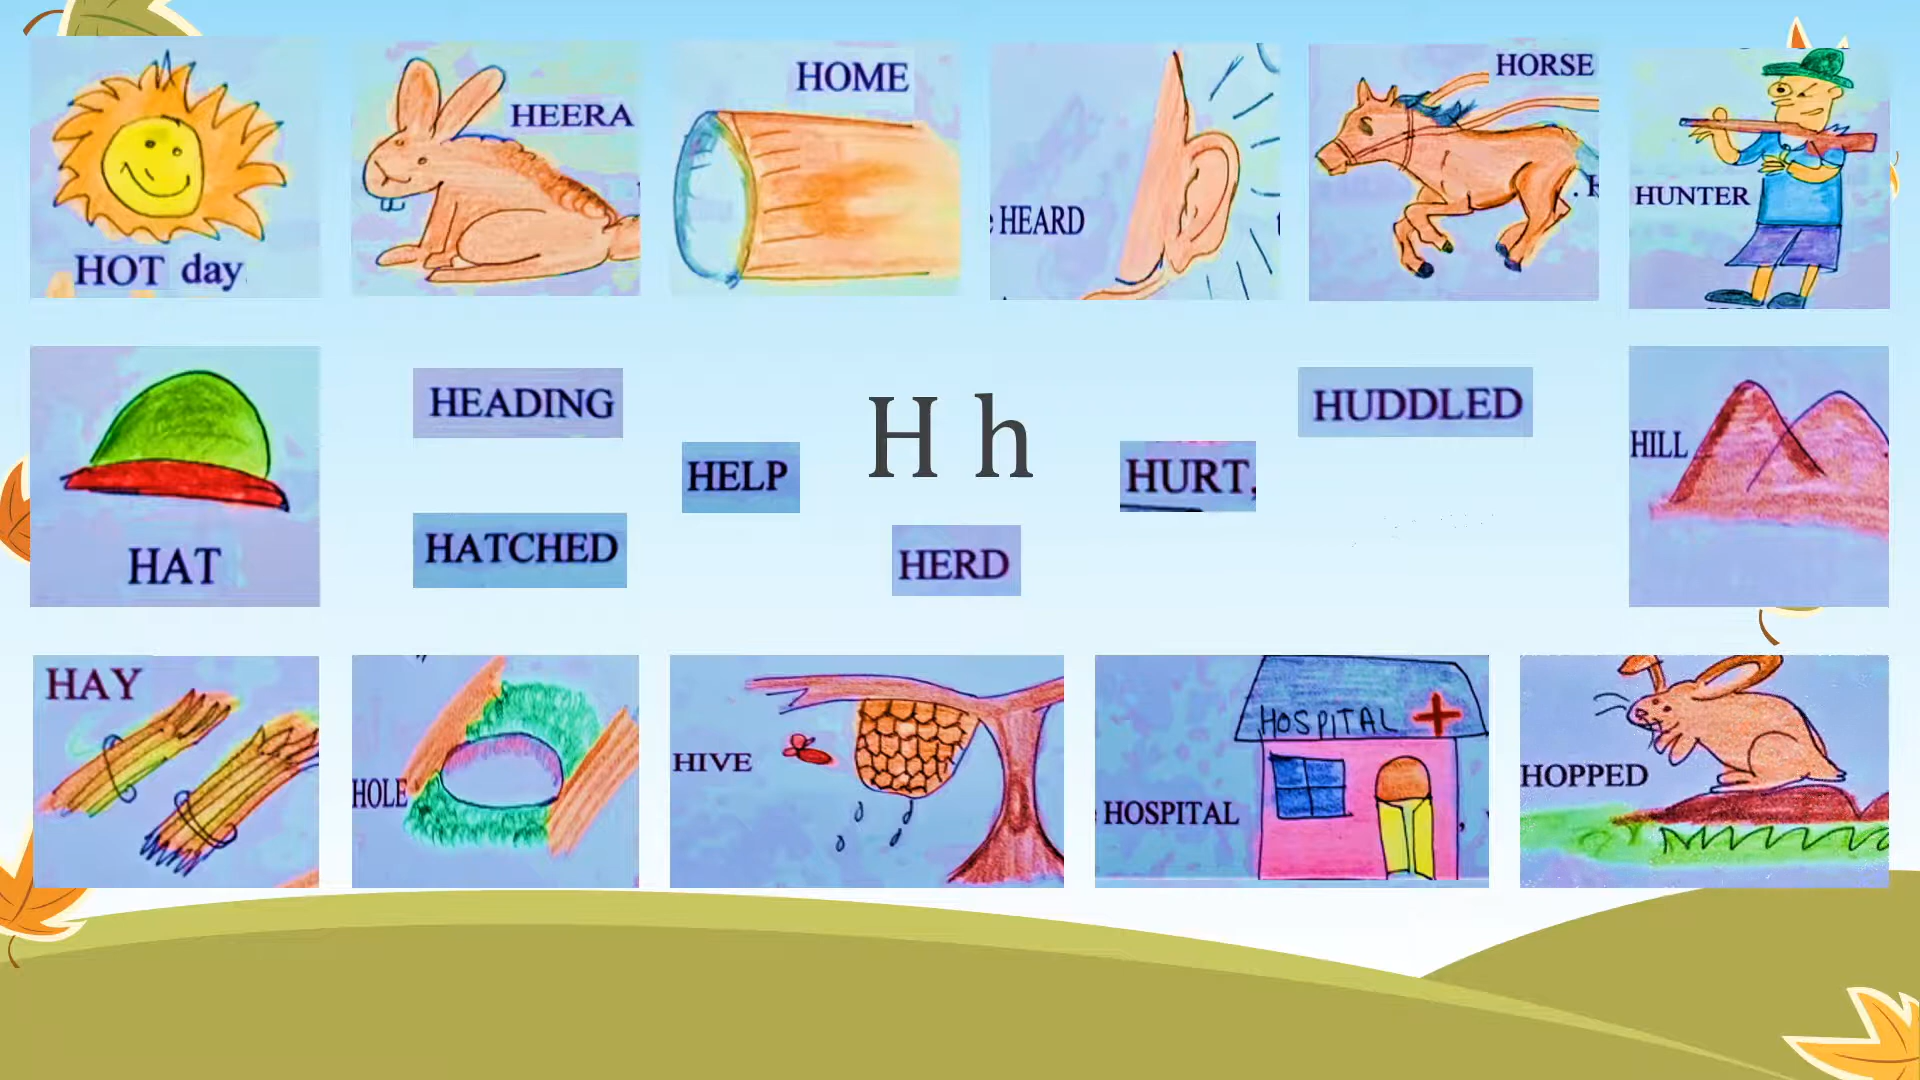 HOT day
HEERA
HOME
HEARD
HORSE
HUNTER
HAT
HEADING
HELP
HATCHED
H h
HERD
HURT,
HUDDLED
HILL
HAY
HOLE
HIVE
HOSPITAL
HOSPITAL
HOPPED